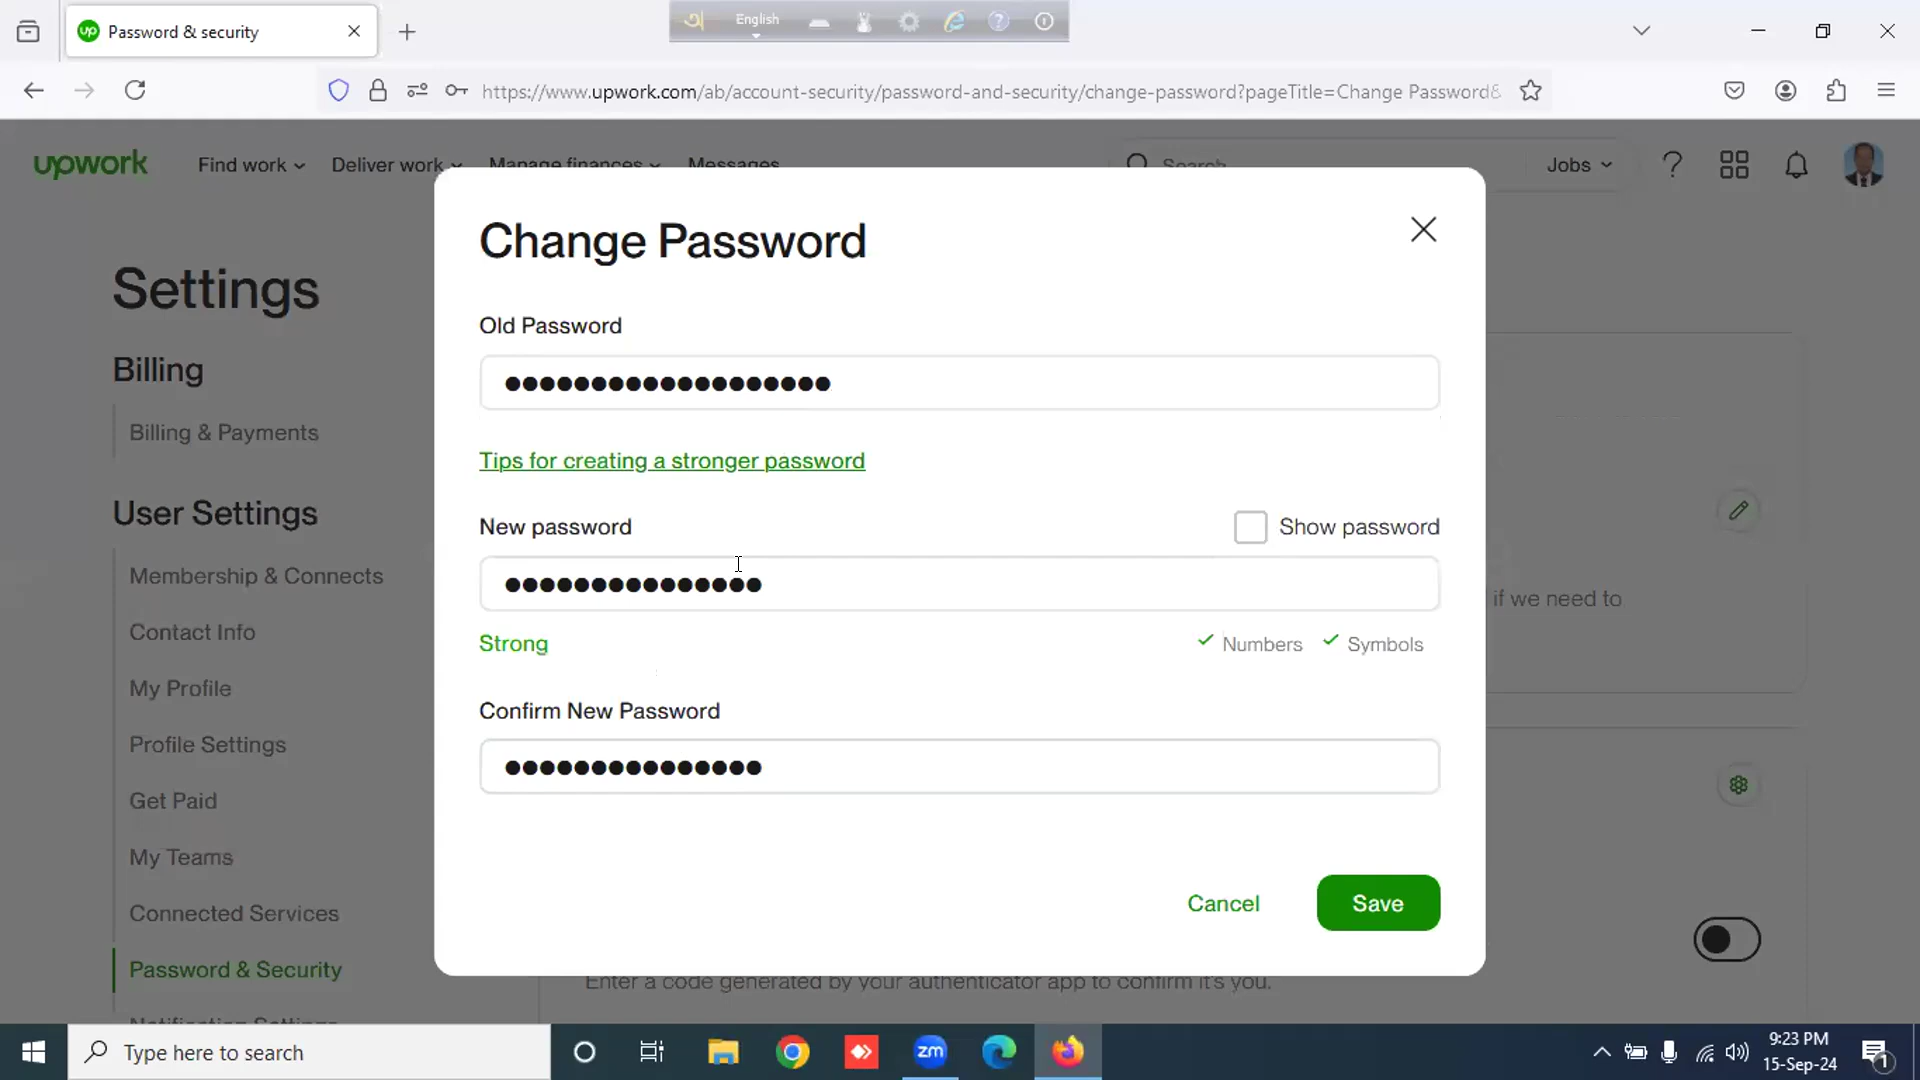 Password & security
English
https://www.upwork.com/ab/account-security/password-and-security/change-password?pageTitle=Change Password&
upwork
Find work
Deliver work
Manage finances
Messages
Search
Jobs
Settings
Billing
Billing & Payments
User Settings
Membership & Connects
Contact Info
My Profile
Profile Settings
Get Paid
My Teams
Connected Services
Password & Security
Notification Settings
Change Password
Old Password
Tips for creating a stronger password
New password
Show password
Strong
Numbers
Symbols
Confirm New Password
Cancel
Save
if we need to
Enter a code generated by your authenticator app to confirm it's you.
Type here to search
zm
9:23 PM
15-Sep-24
1